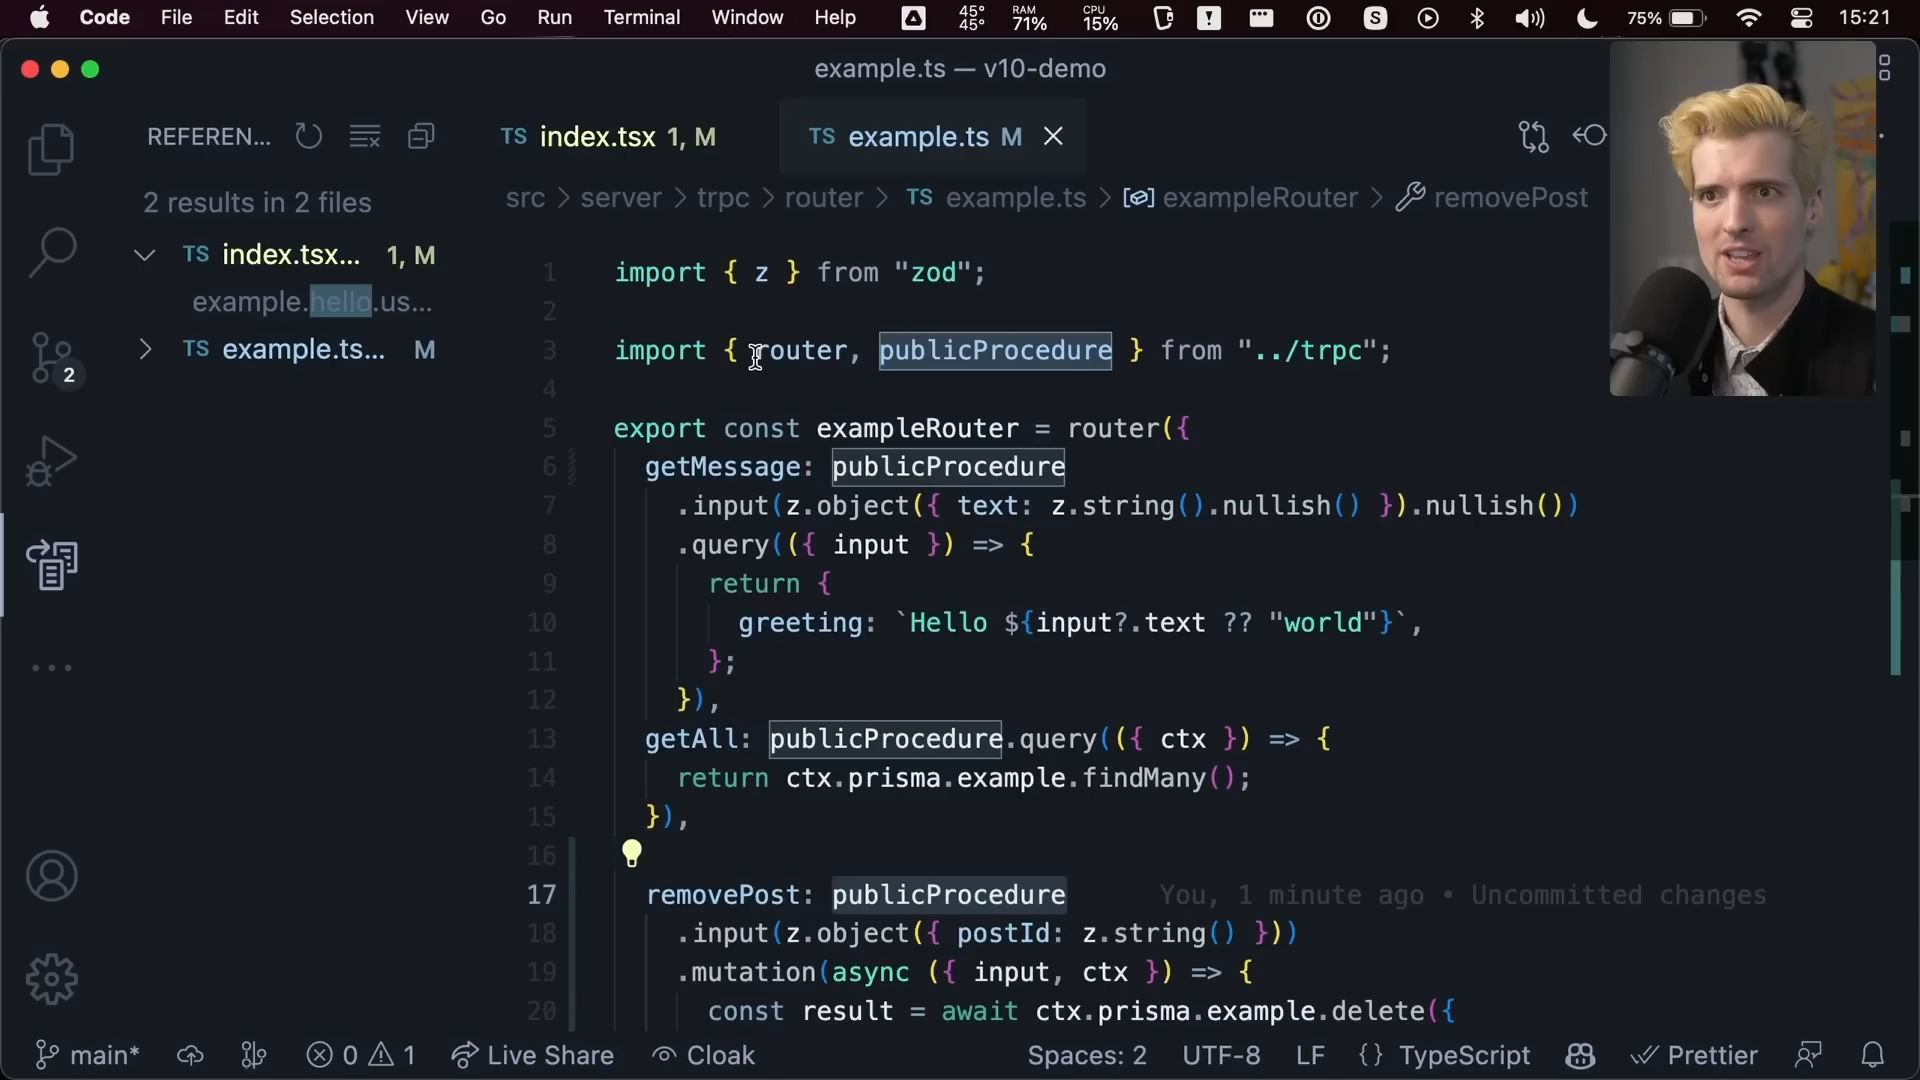 Code File Edit Selection View Go Run Terminal Window Help 45° 45° RAM 71% CPU 15% 75% 15:21
example.ts — v10-demo
REFEREN... TS index.tsx 1, M TS example.ts M
2 results in 2 files
src > server > trpc > router > TS example.ts > exampleRouter > removePost
TS index.tsx... 1, M
example.hello.us...
TS example.ts... M
2
1 import { z } from "zod";
2
3 import { router, publicProcedure } from "../trpc";
4
5 export const exampleRouter = router({
6 getMessage: publicProcedure
7 .input(z.object({ text: z.string().nullish() }).nullish())
8 .query(({ input }) => {
9 return {
10 greeting: `Hello ${input?.text ?? "world"}`,
11 };
12 }),
13 getAll: publicProcedure.query(({ ctx }) => {
14 return ctx.prisma.example.findMany();
15 }),
16
17 removePost: publicProcedure You, 1 minute ago • Uncommitted changes
18 .input(z.object({ postId: z.string() }))
19 .mutation(async ({ input, ctx }) => {
20 const result = await ctx.prisma.example.delete({
main* 0 1 Live Share Cloak Spaces: 2 UTF-8 LF {} TypeScript Prettier